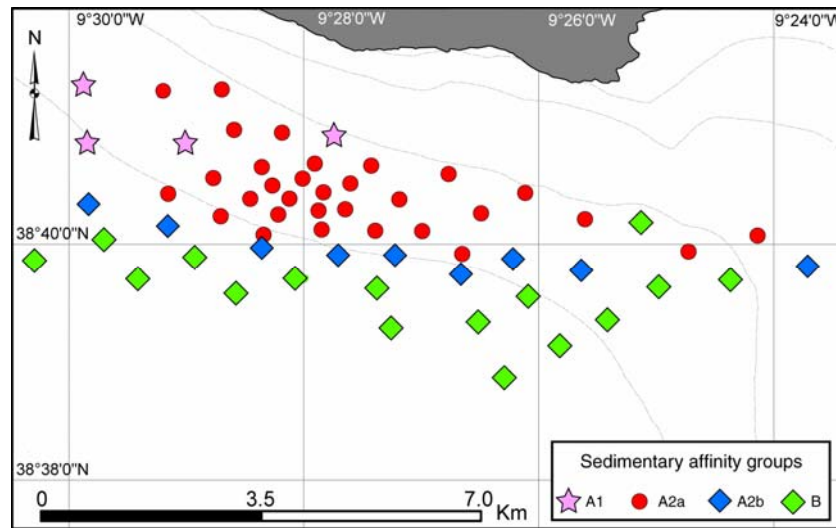 9°30'0"W 9°28'0"W 9°26'0"W 9°24'0"W
N
38°40'0"N
38°38'0"N
0 3.5 7.0
Km
Sedimentary affinity groups
A1 A2a A2b B